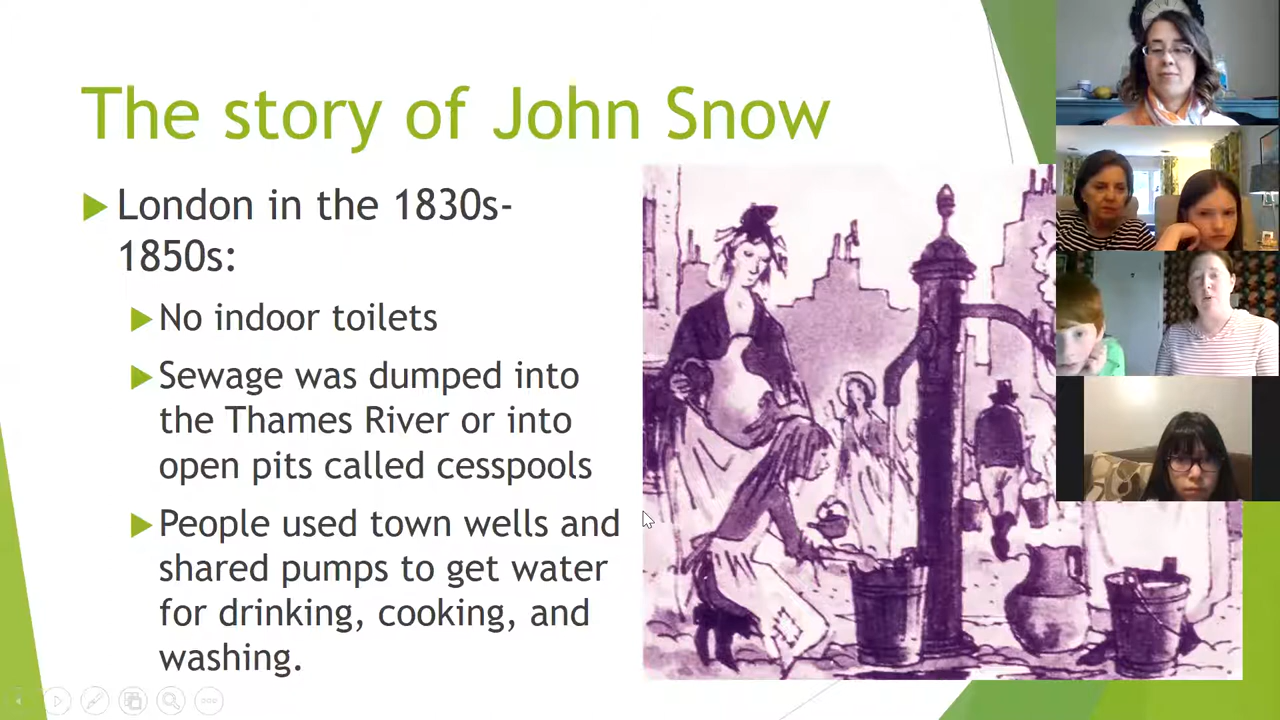 The story of John Snow
London in the 1830s-
1850s:
No indoor toilets
Sewage was dumped into
the Thames River or into
open pits called cesspools
People used town wells and
shared pumps to get water
for drinking, cooking, and
washing.